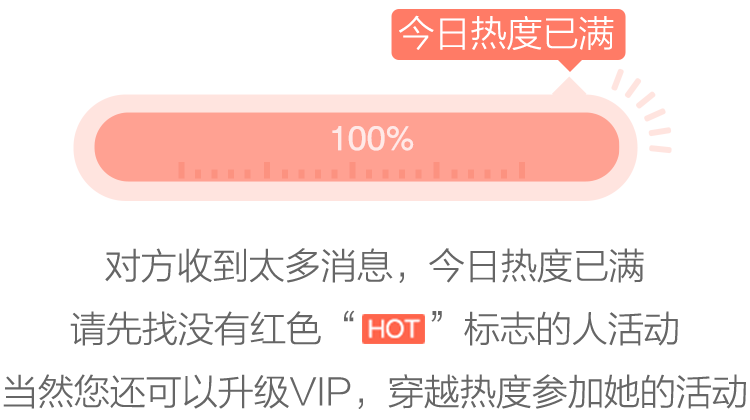 今日热度已满
100%
对方收到太多消息，今日热度已满
请先找没有红色“HOT”标志的人活动
当然您还可以升级VIP，穿越热度参加她的活动